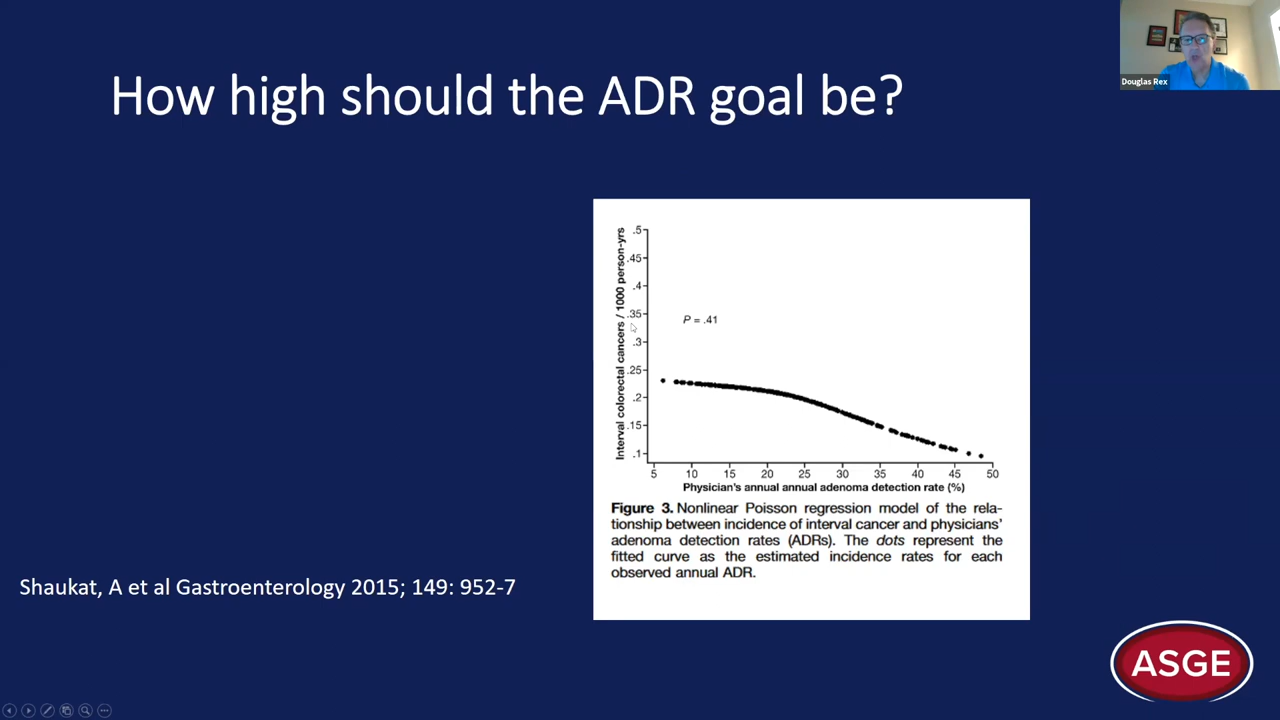 Douglas Rex
How high should the ADR goal be?
Interval colorectal cancers / 1000 person-yrs
.5
.45
.4
.35
.3
.25
.2
.15
.1
P = .41
5 10 15 20 25 30 35 40 45 50
Physician's annual annual adenoma detection rate (%)
Figure 3. Nonlinear Poisson regression model of the rela-
tionship between incidence of interval cancer and physicians'
adenoma detection rates (ADRs). The dots represent the
fitted curve as the estimated incidence rates for each
observed annual ADR.
Shaukat, A et al Gastroenterology 2015; 149: 952-7
ASGE